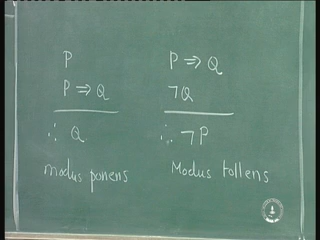 P
P ⇒ Q
∴ Q
modus ponens
P ⇒ Q
¬Q
∴ ¬P
Modus tollens